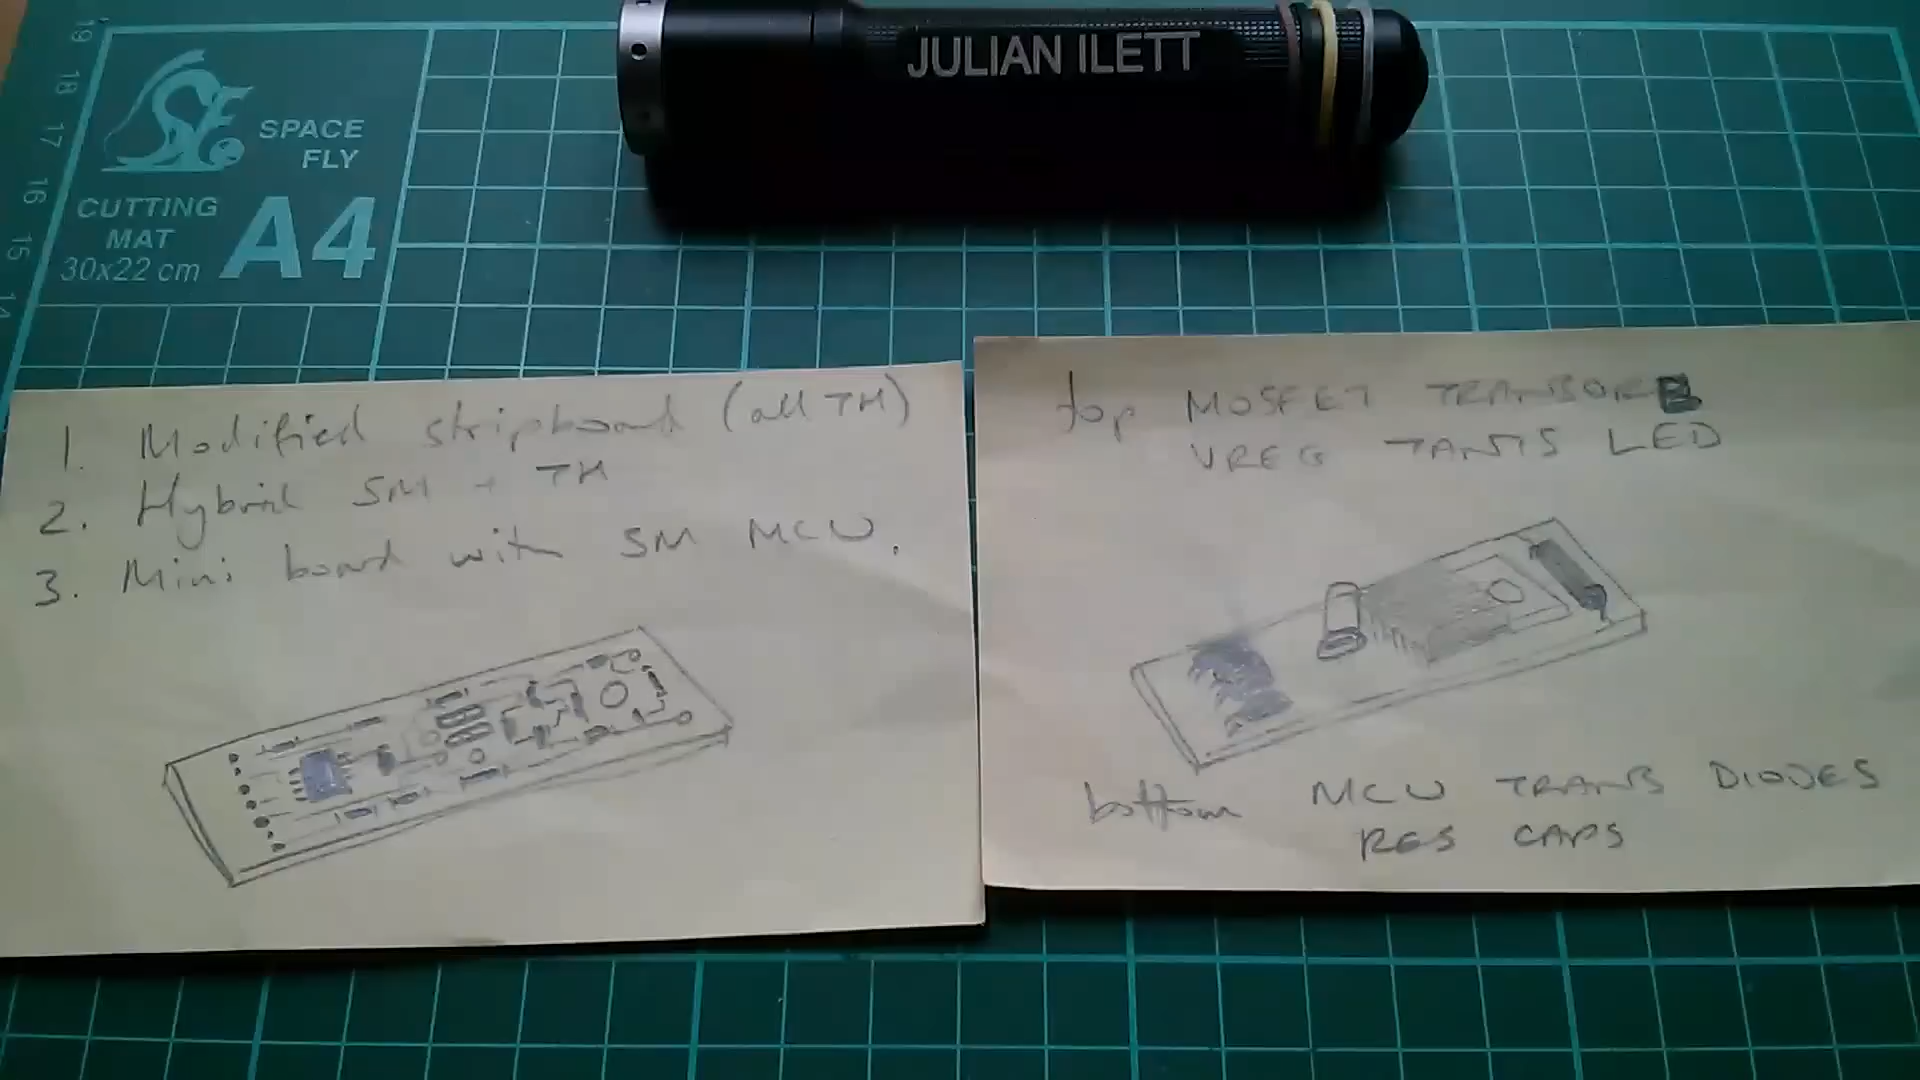 19
18
17
16
15
14
SPACE
FLY
CUTTING
MAT
A4
30x22 cm
JULIAN ILETT
1. Modified stripboard (all TH)
2. Hybrid SM + TH
3. Mini board with SM MCU.
top MOSFET TRANSORB
VREG TANTS LED
bottom MCU TRANS DIODES
RES CAPS